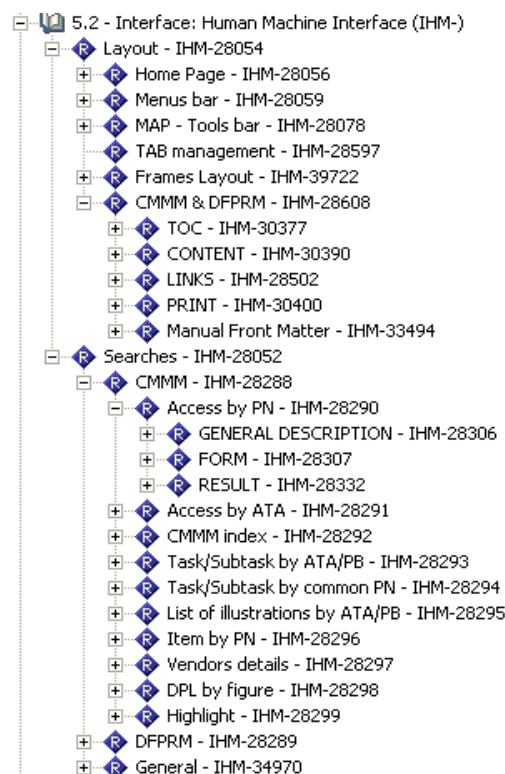 5.2 - Interface: Human Machine Interface (IHM-)
Layout - IHM-28054
Home Page - IHM-28056
Menus bar - IHM-28059
MAP - Tools bar - IHM-28078
TAB management - IHM-28597
Frames Layout - IHM-39722
CMMM & DFPRM - IHM-28608
TOC - IHM-30377
CONTENT - IHM-30390
LINKS - IHM-28502
PRINT - IHM-30400
Manual Front Matter - IHM-33494
Searches - IHM-28052
CMMM - IHM-28288
Access by PN - IHM-28290
GENERAL DESCRIPTION - IHM-28306
FORM - IHM-28307
RESULT - IHM-28332
Access by ATA - IHM-28291
CMMM index - IHM-28292
Task/Subtask by ATA/PB - IHM-28293
Task/Subtask by common PN - IHM-28294
List of illustrations by ATA/PB - IHM-28295
Item by PN - IHM-28296
Vendors details - IHM-28297
DPL by figure - IHM-28298
Highlight - IHM-28299
DFPRM - IHM-28289
General - IHM-34970